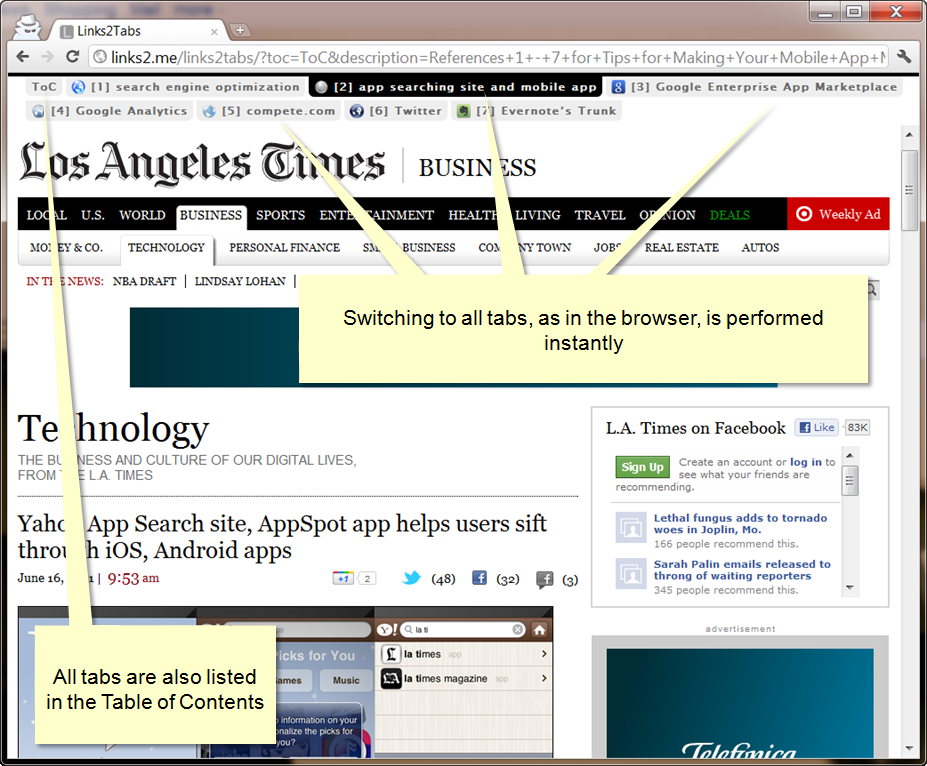 Links2Tabs
links2.me/links2tabs/?toc=ToC&description=References+1+-+7+for+Tips+for+Making+Your+Mobile+App+
ToC [1] search engine optimization [2] app searching site and mobile app [3] Google Enterprise App Marketplace
[4] Google Analytics [5] compete.com [6] Twitter [7] Evernote's Trunk
Los Angeles Times | BUSINESS
LOCAL U.S. WORLD BUSINESS SPORTS ENTERTAINMENT HEALTH LIVING TRAVEL OPINION DEALS Weekly Ad
MONEY & CO. TECHNOLOGY PERSONAL FINANCE SMALL BUSINESS COMPANY TOWN JOBS REAL ESTATE AUTOS
IN THE NEWS: NBA DRAFT | LINDSAY LOHAN |
Switching to all tabs, as in the browser, is performed
instantly
Technology
THE BUSINESS AND CULTURE OF OUR DIGITAL LIVES,
FROM THE L.A. TIMES
Yahoo App Search site, AppSpot app helps users sift
through iOS, Android apps
June 16, | 9:53 am +1 2 (48) (32) (3)
L.A. Times on Facebook Like 83K
Sign Up Create an account or log in to
see what your friends are
recommending.
Lethal fungus adds to tornado
woes in Joplin, Mo.
166 people recommend this.
Sarah Palin emails released to
throng of waiting reporters
345 people recommend this.
advertisement
Telefónica
Picks for You
Music
information on your
you?
Y! la ti
la times app
la times magazine app
All tabs are also listed
in the Table of Contents